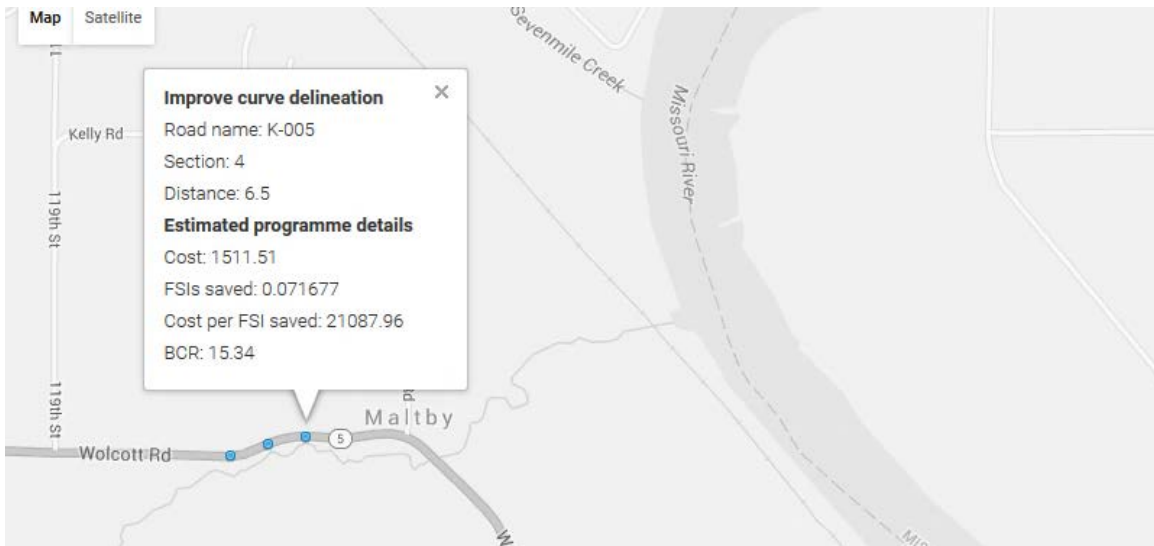 Map Satellite
Sevenmile Creek
Missouri River
Kelly Rd
119th St
Improve curve delineation
Road name: K-005
Section: 4
Distance: 6.5
Estimated programme details
Cost: 1511.51
FSIs saved: 0.071677
Cost per FSI saved: 21087.96
BCR: 15.34
119th St
Maltby
5
Wolcott Rd